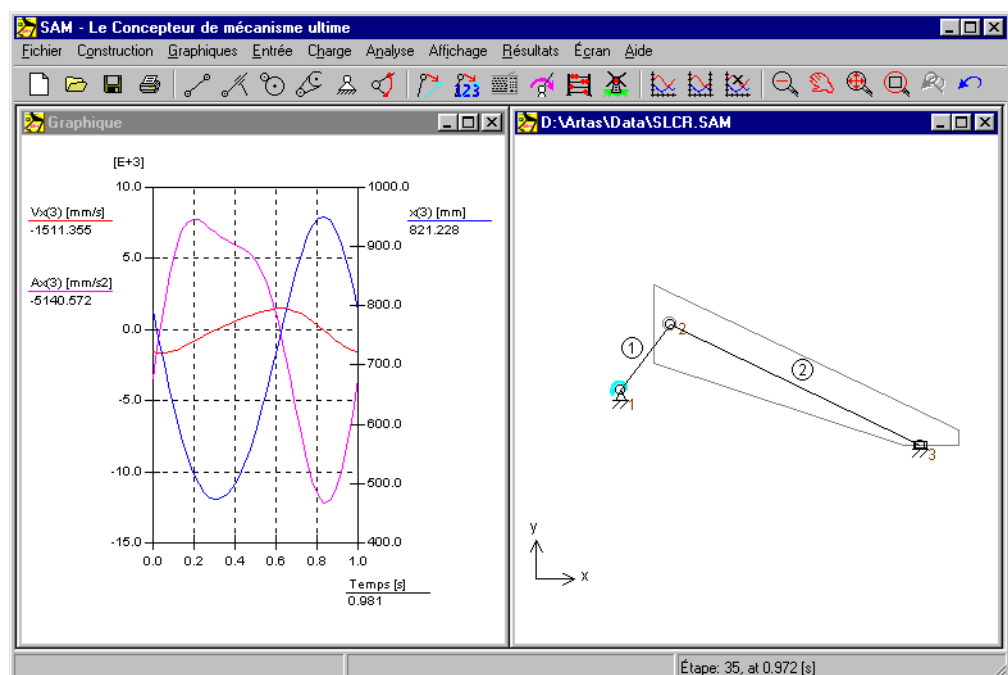 SAM - Le Concepteur de mécanisme ultime
Fichier Construction Graphiques Entrée Charge Analyse Affichage Résultats Écran Aide
123
Graphique
[E+3]
10.0
5.0
0.0
-5.0
-10.0
-15.0
Vx(3) [mm/s]
-1511.355
Ax(3) [mm/s2]
-5140.572
1000.0
900.0
800.0
700.0
600.0
500.0
400.0
x(3) [mm]
821.228
0.0 0.2 0.4 0.6 0.8 1.0
Temps [s]
0.981
D:\Artas\Data\SLCR.SAM
2
1
2
1
3
y
x
Étape: 35, at 0.972 [s]